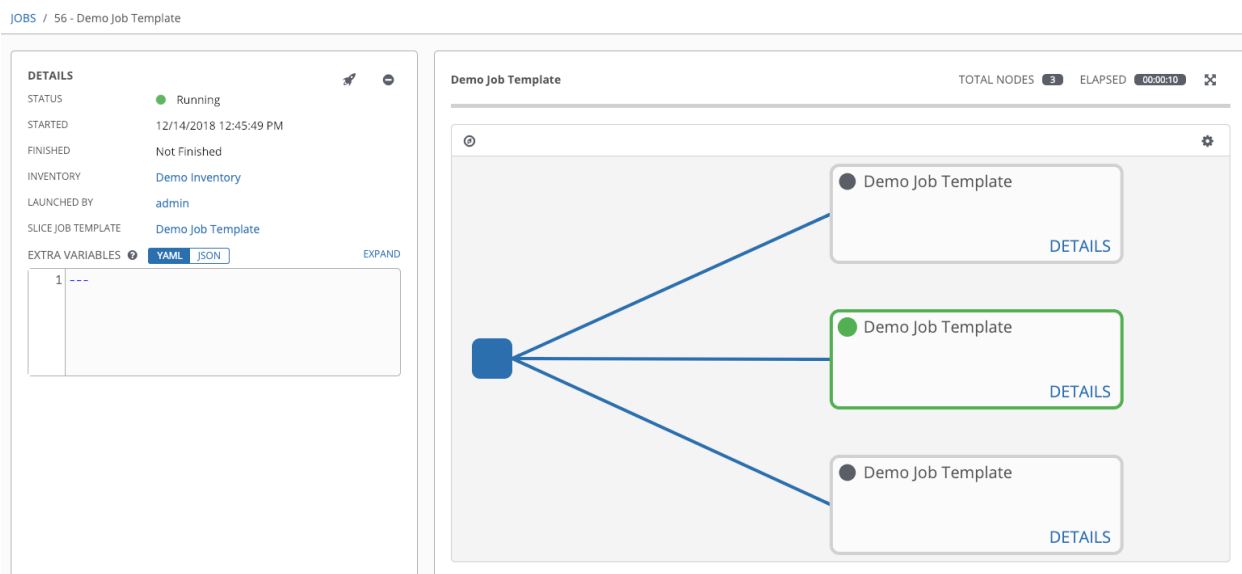 JOBS / 56 - Demo Job Template
DETAILS
STATUS Running
STARTED 12/14/2018 12:45:49 PM
FINISHED Not Finished
INVENTORY Demo Inventory
LAUNCHED BY admin
SLICE JOB TEMPLATE Demo Job Template
EXTRA VARIABLES ? YAML JSON EXPAND
1 ---
Demo Job Template TOTAL NODES 3 ELAPSED 00:00:10
Demo Job Template
DETAILS
Demo Job Template
DETAILS
Demo Job Template
DETAILS